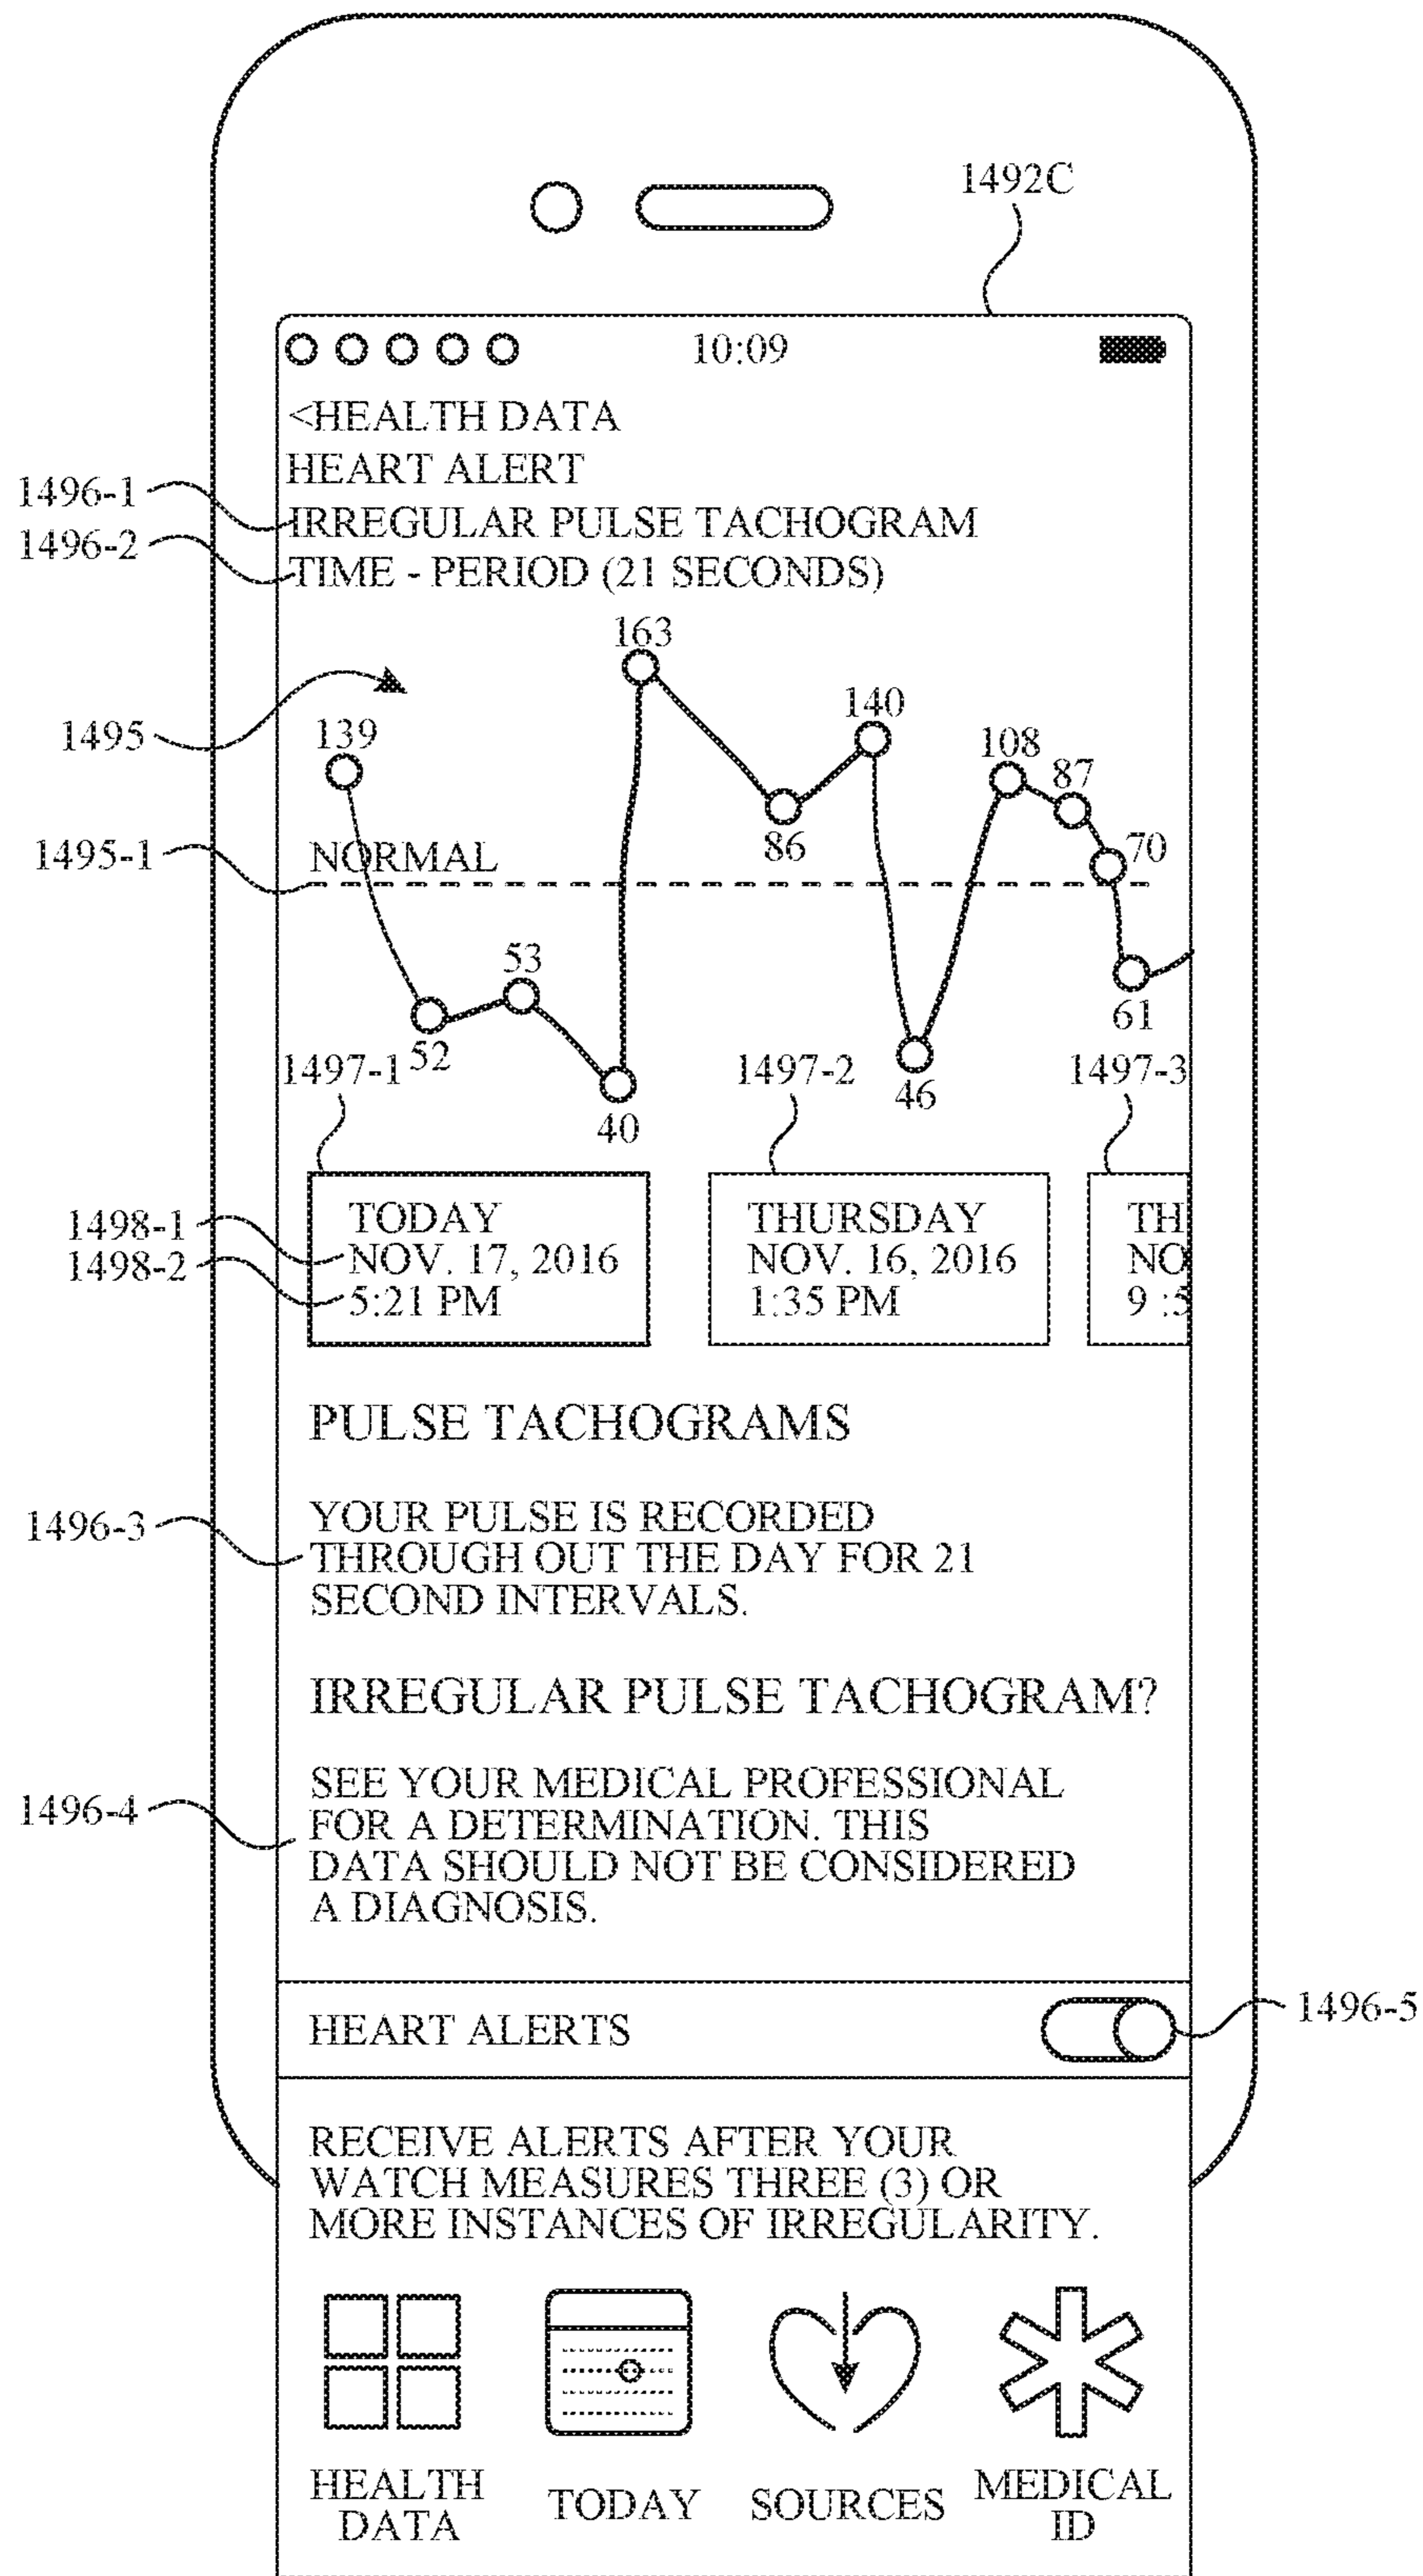 1492C
10:09
<HEALTH DATA
HEART ALERT
1496-1
IRREGULAR PULSE TACHOGRAM
1496-2
TIME - PERIOD (21 SECONDS)
163
1495
139
140
108
87
1495-1
NORMAL
86
70
53
61
1497-1
52
1497-2
46
1497-3
40
1498-1
1498-2
TODAY
NOV. 17, 2016
5:21 PM
THURSDAY
NOV. 16, 2016
1:35 PM
TH
NO
9 :5
PULSE TACHOGRAMS
1496-3
YOUR PULSE IS RECORDED
THROUGH OUT THE DAY FOR 21
SECOND INTERVALS.
IRREGULAR PULSE TACHOGRAM?
1496-4
SEE YOUR MEDICAL PROFESSIONAL
FOR A DETERMINATION. THIS
DATA SHOULD NOT BE CONSIDERED
A DIAGNOSIS.
HEART ALERTS
1496-5
RECEIVE ALERTS AFTER YOUR
WATCH MEASURES THREE (3) OR
MORE INSTANCES OF IRREGULARITY.
HEALTH
DATA
TODAY
SOURCES
MEDICAL
ID